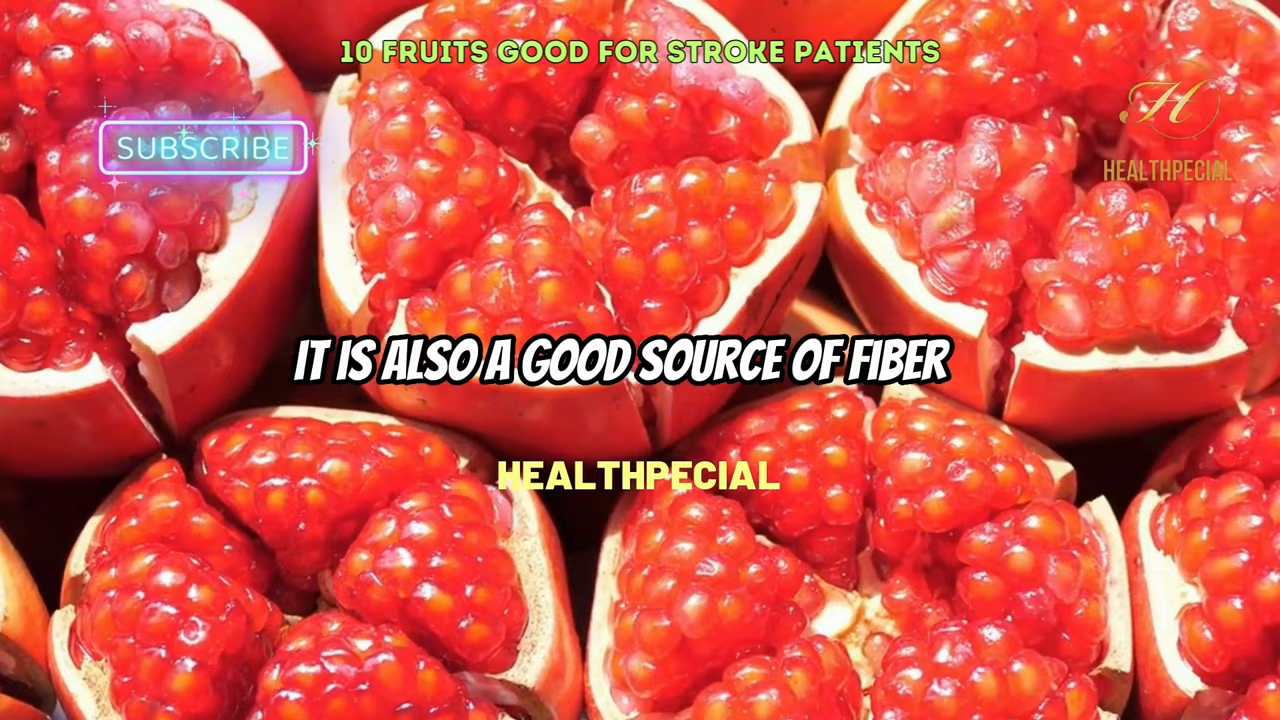 10 FRUITS GOOD FOR STROKE PATIENTS
SUBSCRIBE
H
HEALTHPECIAL
IT IS ALSO A GOOD SOURCE OF FIBER
HEALTHPECIAL